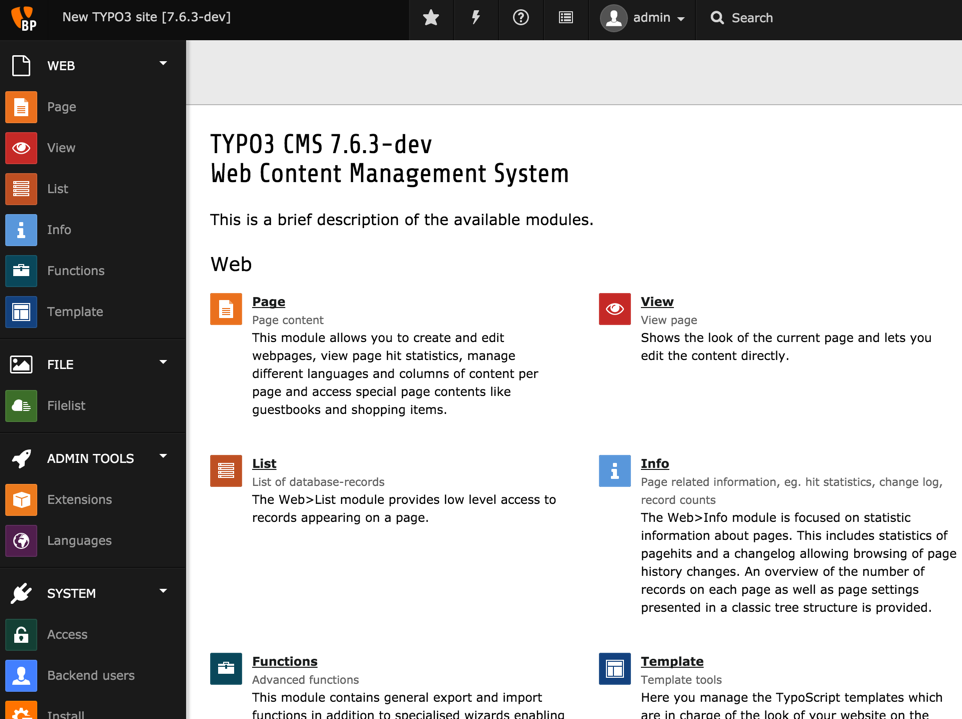 BP
New TYPO3 site [7.6.3-dev]
admin
Search
WEB
Page
View
List
Info
Functions
Template
FILE
Filelist
ADMIN TOOLS
Extensions
Languages
SYSTEM
Access
Backend users
Install
TYPO3 CMS 7.6.3-dev
Web Content Management System
This is a brief description of the available modules.
Web
Page
Page content
This module allows you to create and edit
webpages, view page hit statistics, manage
different languages and columns of content per
page and access special page contents like
guestbooks and shopping items.
View
View page
Shows the look of the current page and lets you
edit the content directly.
List
List of database-records
The Web>List module provides low level access to
records appearing on a page.
Info
Page related information, eg. hit statistics, change log,
record counts
The Web>Info module is focused on statistic
information about pages. This includes statistics of
pagehits and a changelog allowing browsing of page
history changes. An overview of the number of
records on each page as well as page settings
presented in a classic tree structure is provided.
Functions
Advanced functions
This module contains general export and import
functions in addition to specialised wizards enabling
Template
Template tools
Here you manage the TypoScript templates which
are in charge of the look of your website on the